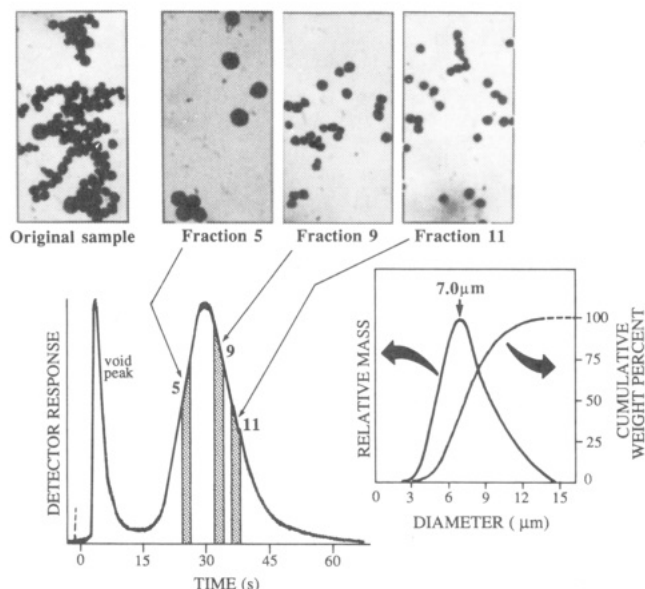 Original sample
Fraction 5
Fraction 9
Fraction 11
DETECTOR RESPONSE
void
peak
5
9
11
0
15
30
45
60
TIME (s)
7.0μm
RELATIVE MASS
CUMULATIVE
WEIGHT PERCENT
100
75
50
25
0
0
3
6
9
12
15
DIAMETER ( μm)